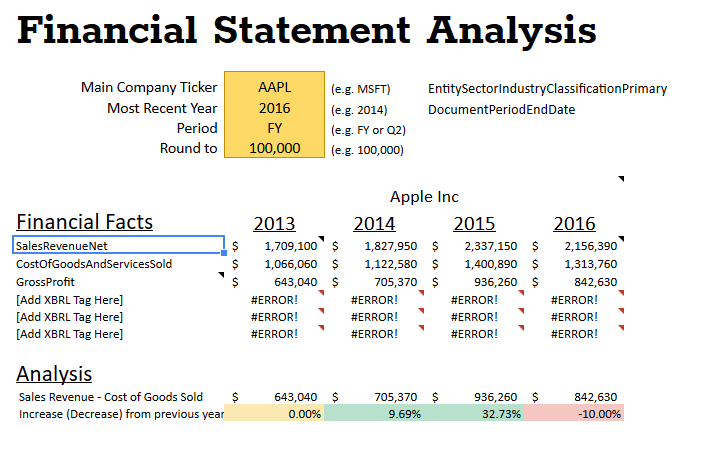 Financial Statement Analysis
Main Company Ticker AAPL (e.g. MSFT) EntitySectorIndustryClassificationPrimary
Most Recent Year 2016 (e.g. 2014) DocumentPeriodEndDate
Period FY (e.g. FY or Q2)
Round to 100,000 (e.g. 100,000)
Apple Inc
Financial Facts 2013 2014 2015 2016
SalesRevenueNet $ 1,709,100 $ 1,827,950 $ 2,337,150 $ 2,156,390
CostOfGoodsAndServicesSold $ 1,066,060 $ 1,122,580 $ 1,400,890 $ 1,313,760
GrossProfit $ 643,040 $ 705,370 $ 936,260 $ 842,630
[Add XBRL Tag Here] #ERROR! #ERROR! #ERROR! #ERROR!
[Add XBRL Tag Here] #ERROR! #ERROR! #ERROR! #ERROR!
[Add XBRL Tag Here] #ERROR! #ERROR! #ERROR! #ERROR!
Analysis
Sales Revenue - Cost of Goods Sold $ 643,040 $ 705,370 $ 936,260 $ 842,630
Increase (Decrease) from previous year 0.00% 9.69% 32.73% -10.00%